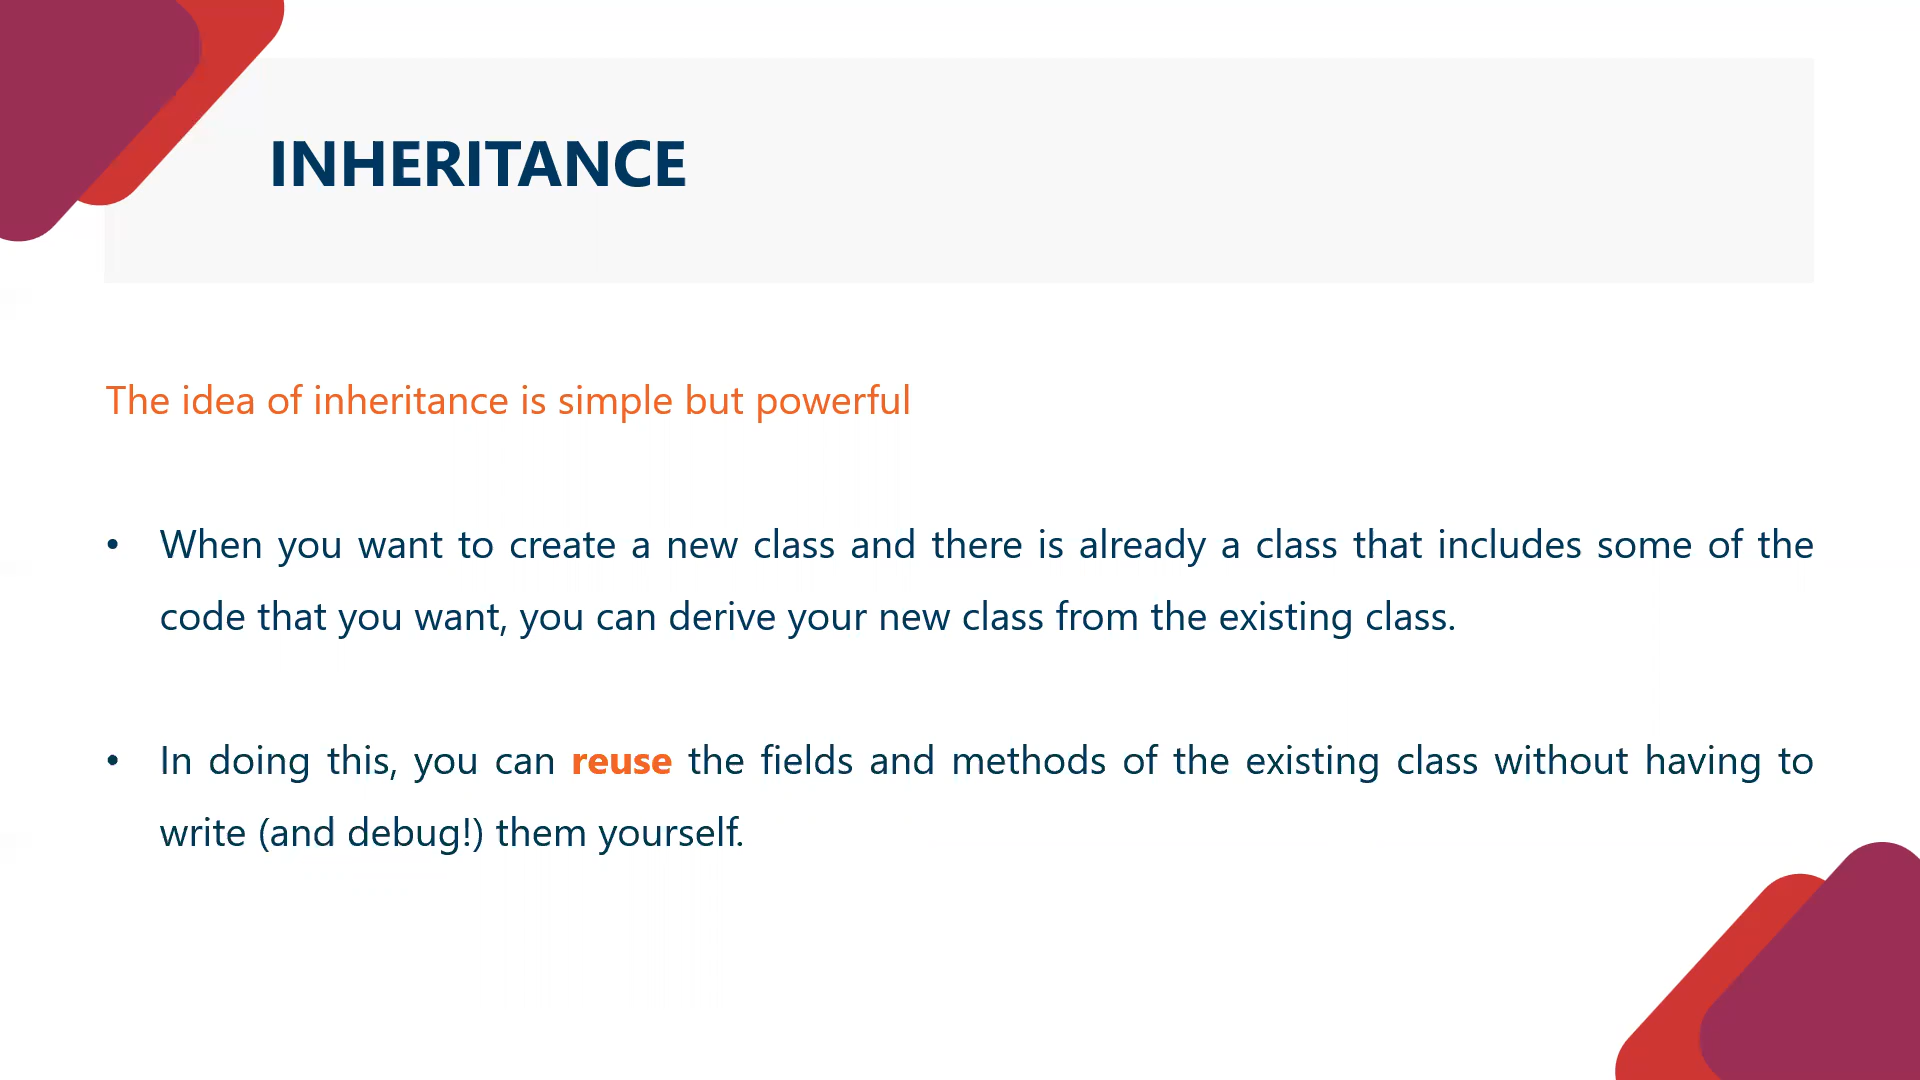 INHERITANCE
The idea of inheritance is simple but powerful
• When you want to create a new class and there is already a class that includes some of the
code that you want, you can derive your new class from the existing class.
• In doing this, you can reuse the fields and methods of the existing class without having to
write (and debug!) them yourself.